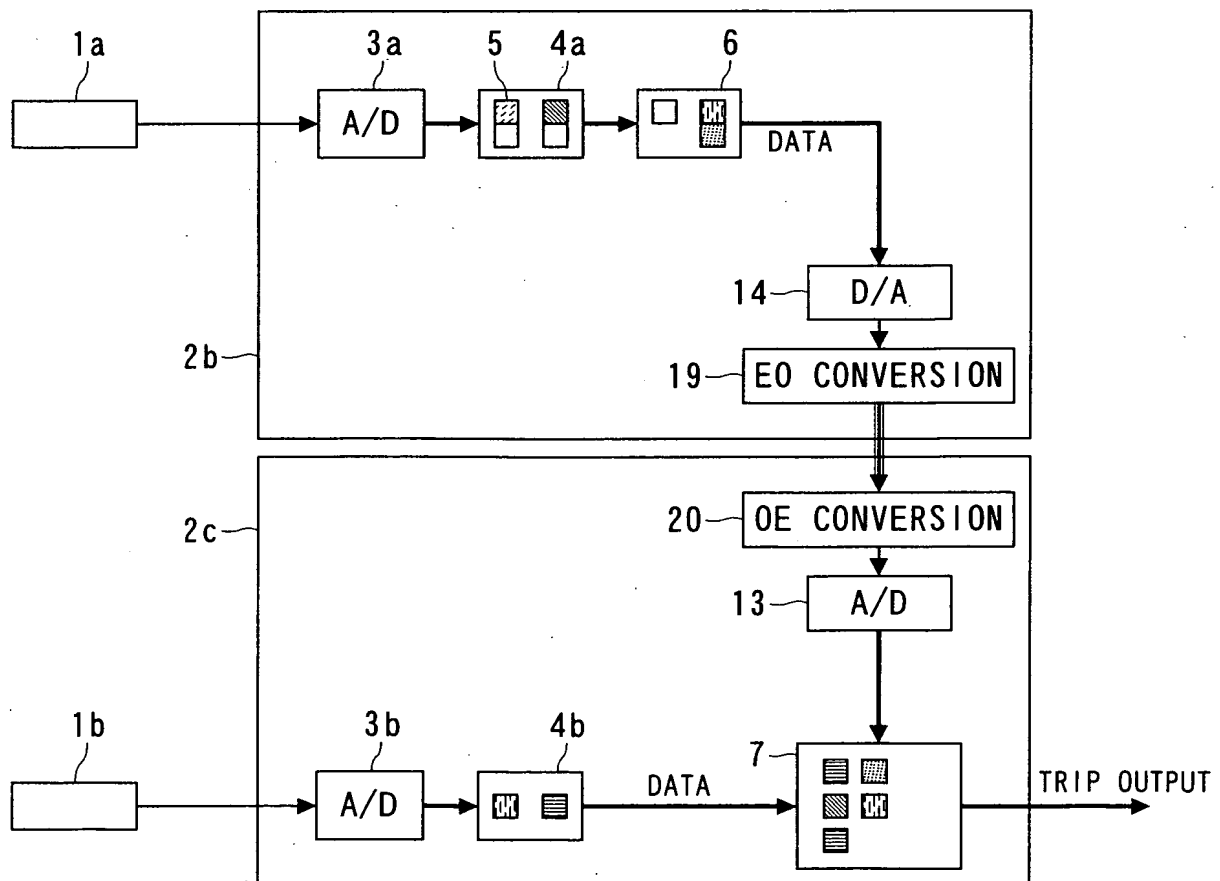 1a
3a
5
4a
6
A/D
DATA
14
D/A
2b
19
EO CONVERSION
2c
20
OE CONVERSION
13
A/D
1b
3b
4b
7
A/D
DATA
TRIP OUTPUT